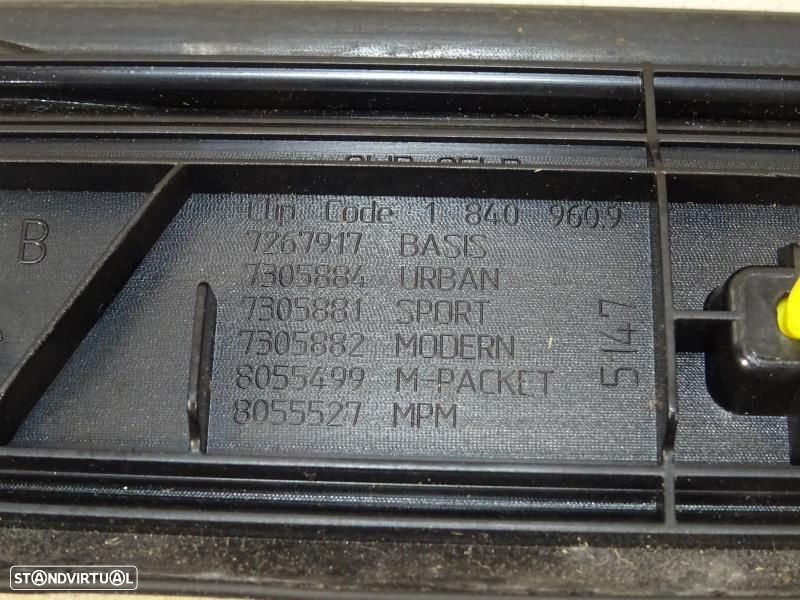 Clip Code 1 840 960,9
7267917 BASIS
7305884 URBAN
7305881 SPORT
7305882 MODERN
8055499 M-PACKET
8055527 MPM
5147
B
STANDVIRTUAL